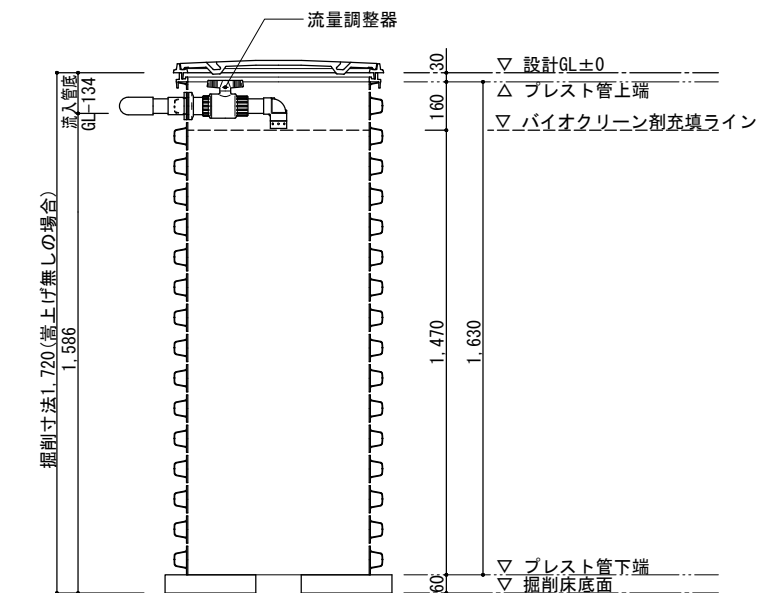 流量調整器
30
▽ 設計GL±0
△ プレスト管上端
160
▽ バイオクリーン剤充填ライン
流入管底
GL-134
掘削寸法1,720(嵩上げ無しの場合)
1,586
1,470
1,630
▽ プレスト管下端
60
▽ 掘削床底面